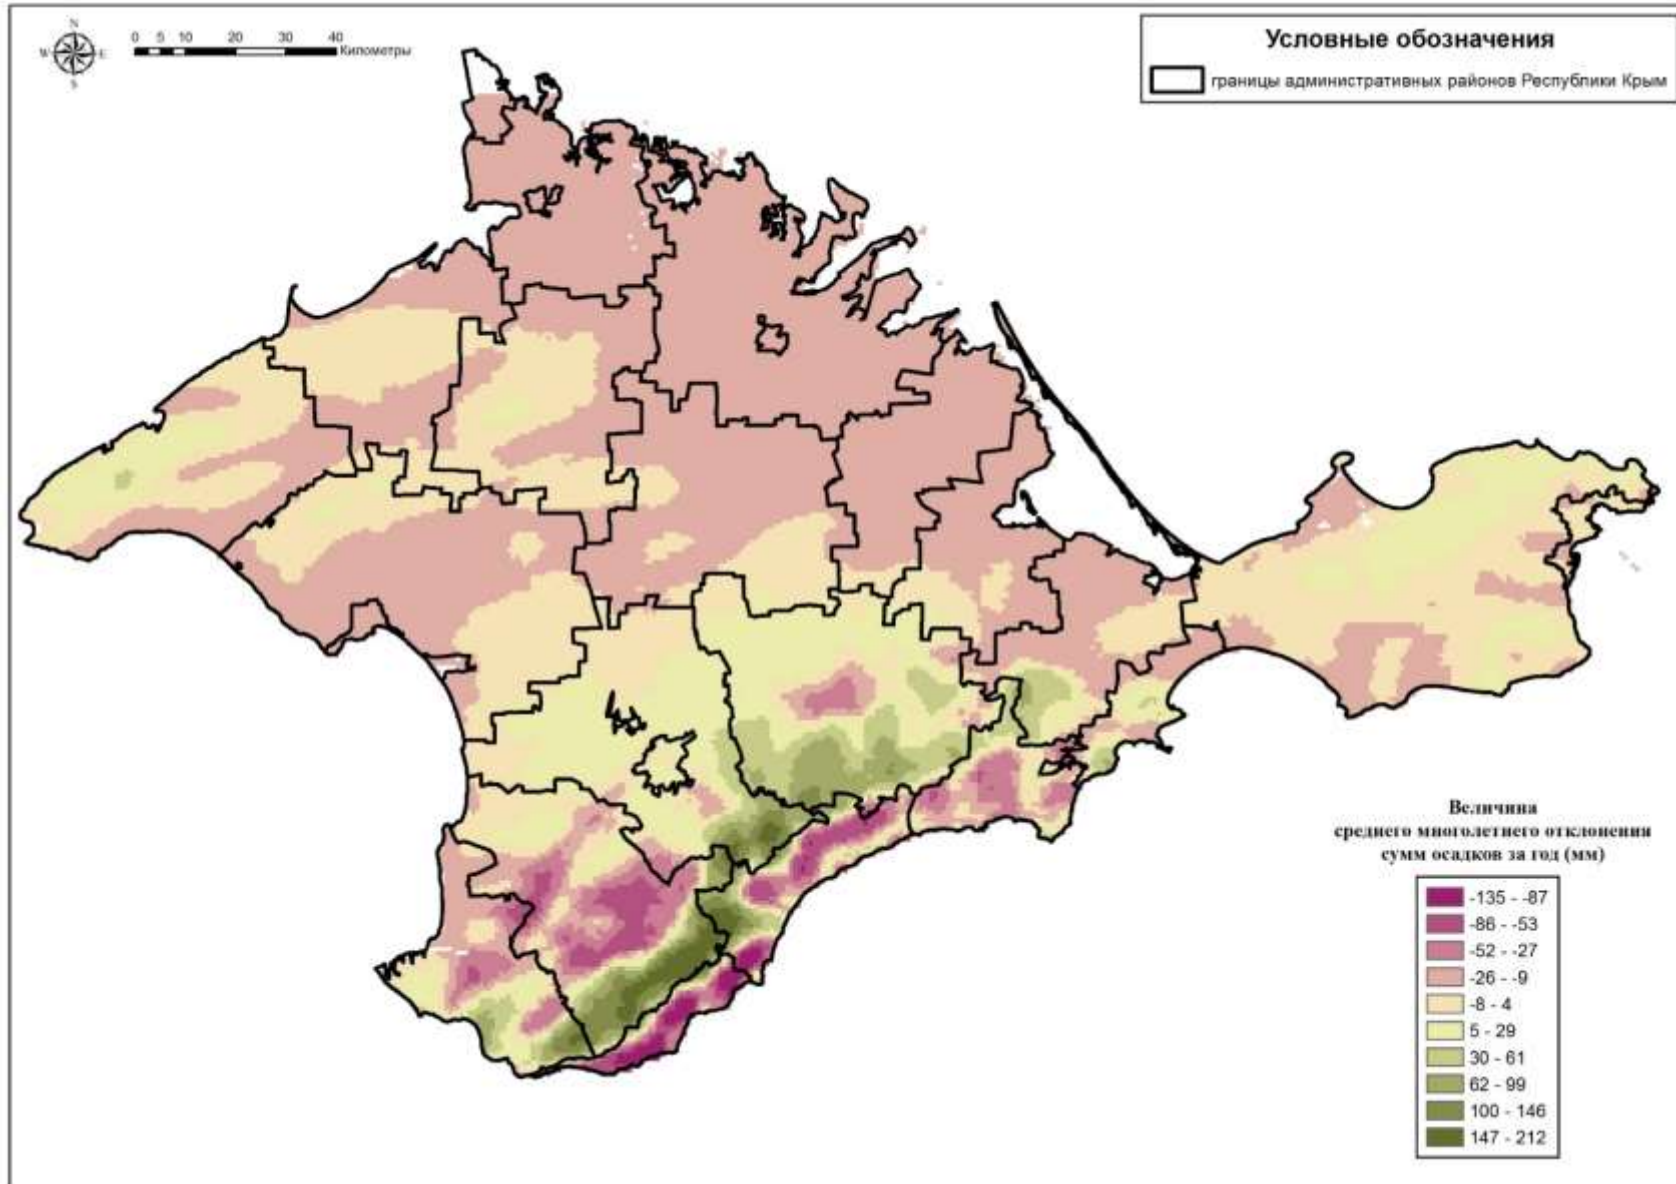 N
W E
S
0 5 10 20 30 40
Километры
Условные обозначения
границы административных районов Республики Крым
Величина
среднего многолетнего отклонения
сумм осадков за год (мм)
-135 - -87
-86 - -53
-52 - -27
-26 - -9
-8 - 4
5 - 29
30 - 61
62 - 99
100 - 146
147 - 212